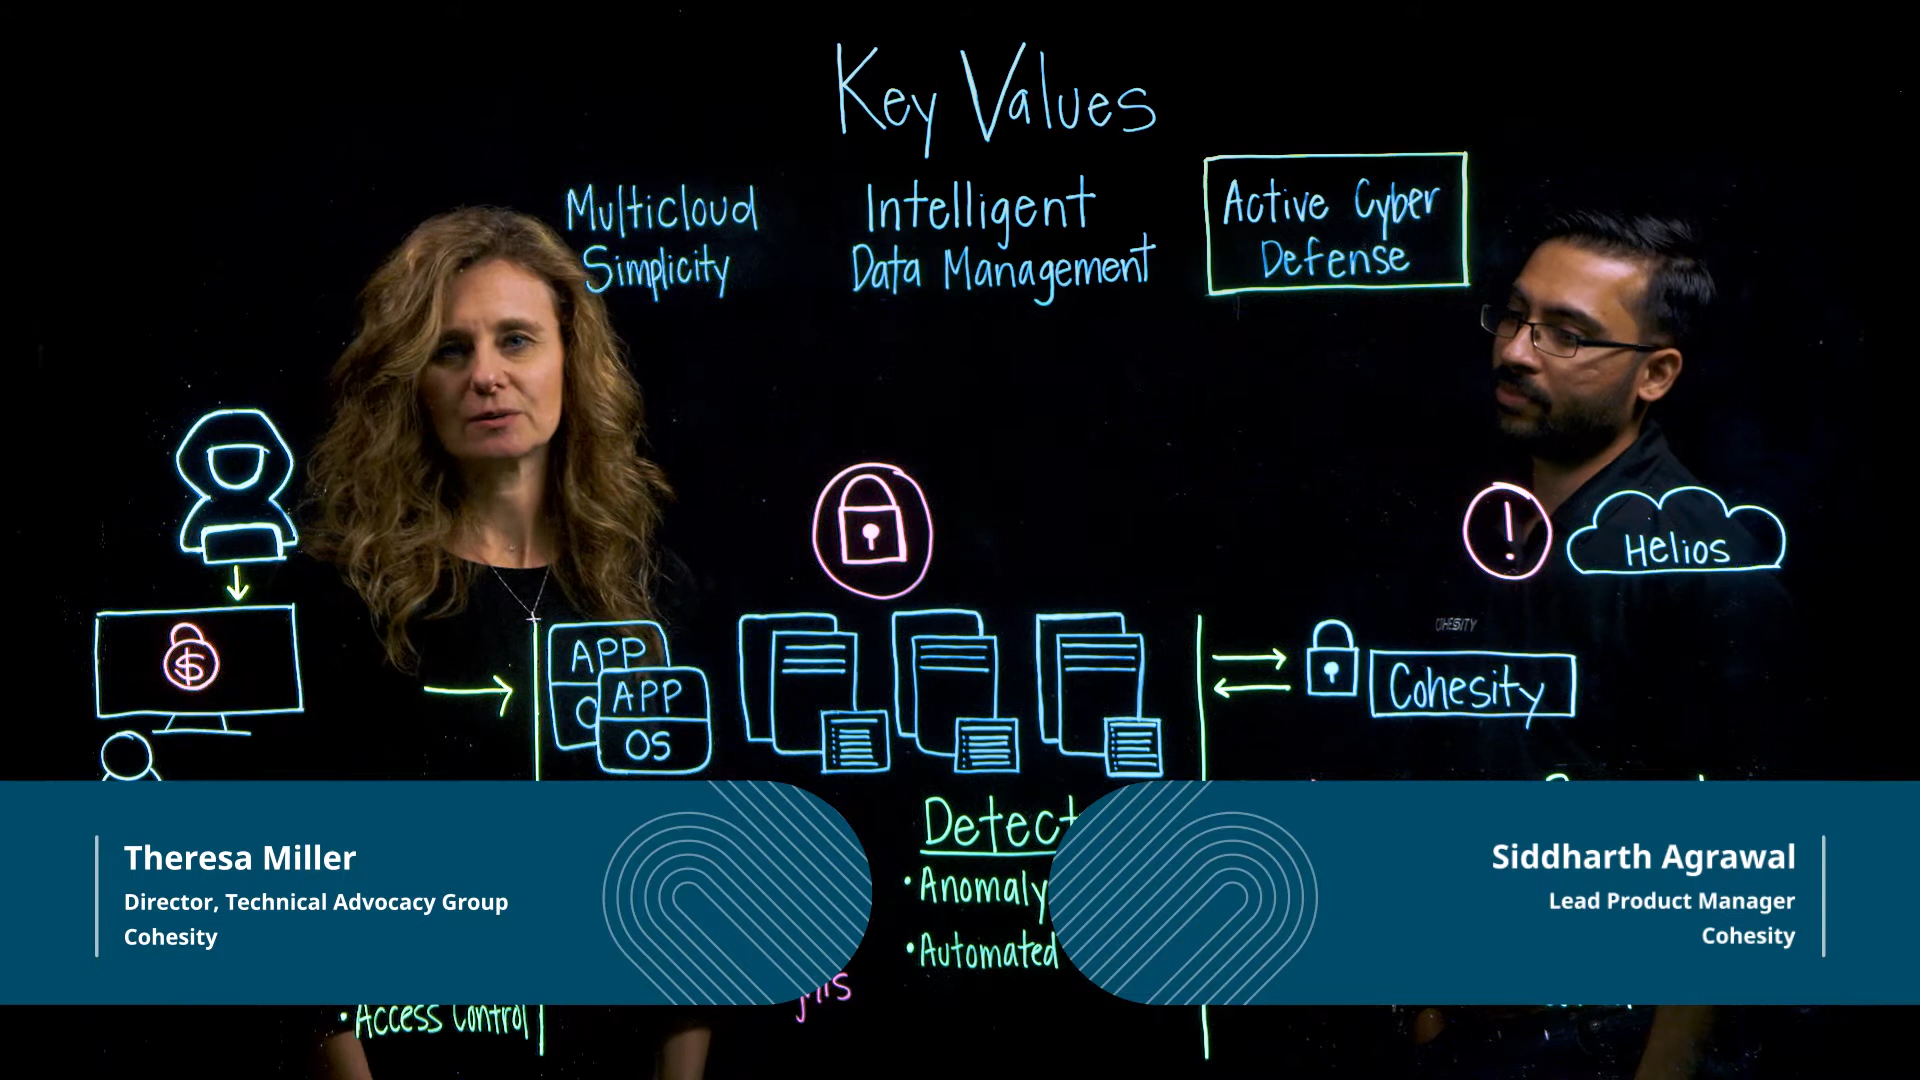 Key Values
Multicloud
Simplicity
Intelligent
Data Management
Active Cyber
Defense
!
Helios
$
APP
APP
OS
COHESITY
Cohesity
Detect
• Anomaly
• Automated
• Access Control
Theresa Miller
Director, Technical Advocacy Group
Cohesity
Siddharth Agrawal
Lead Product Manager
Cohesity